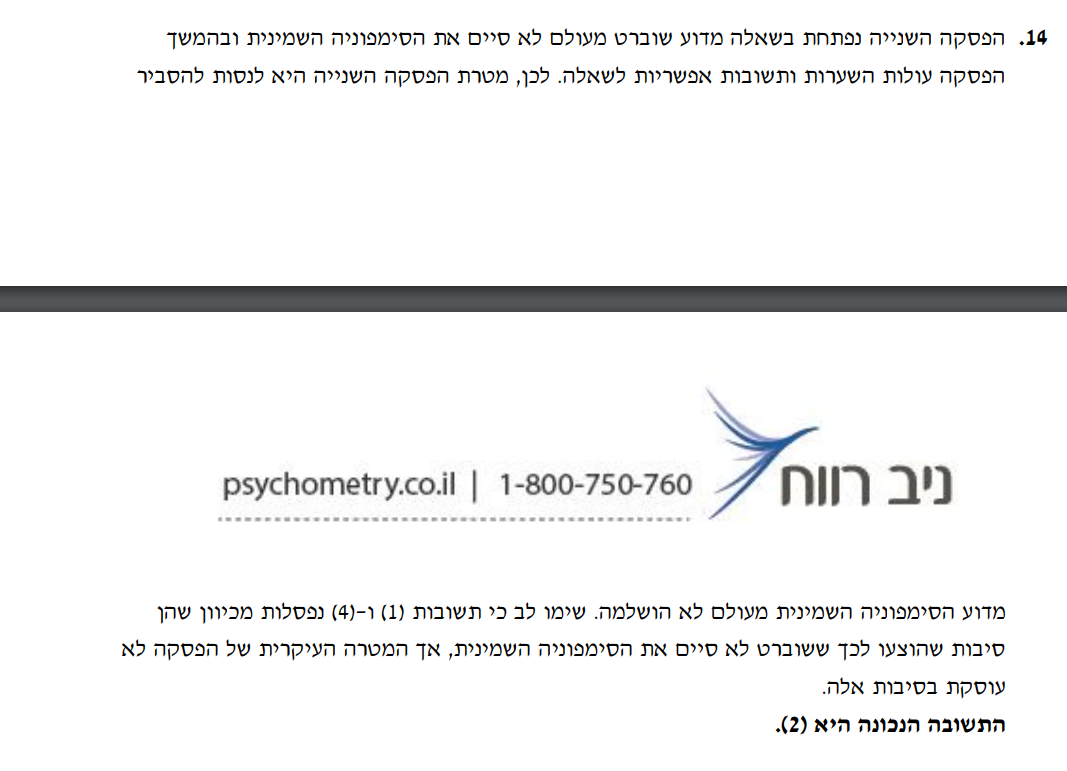 14. הפסקה השנייה נפתחת בשאלה מדוע שוברט מעולם לא סיים את הסימפוניה השמינית ובהמשך
הפסקה עולות השערות ותשובות אפשריות לשאלה. לכן, מטרת הפסקה השנייה היא לנסות להסביר
ניב רווח psychometry.co.il | 1-800-750-760
מדוע הסימפוניה השמינית מעולם לא הושלמה. שימו לב כי תשובות (1) ו-(4) נפסלות מכיוון שהן
סיבות שהוצעו לכך ששוברט לא סיים את הסימפוניה השמינית, אך המטרה העיקרית של הפסקה לא
עוסקת בסיבות אלה.
התשובה הנכונה היא (2).